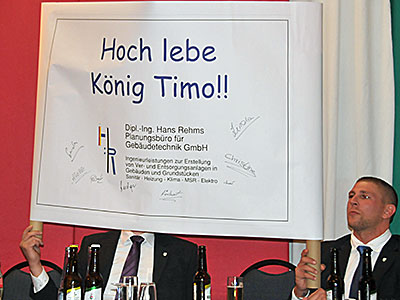 Hoch lebe
König Timo!!
Dipl.-Ing. Hans Rehms
Planungsbüro für
Gebäudetechnik GmbH
Ingenieurleistungen zur Erstellung
von Ver- und Entsorgungsanlagen in
Gebäuden und Grundstücken
Sanitär - Heizung - Klima - MSR - Elektro